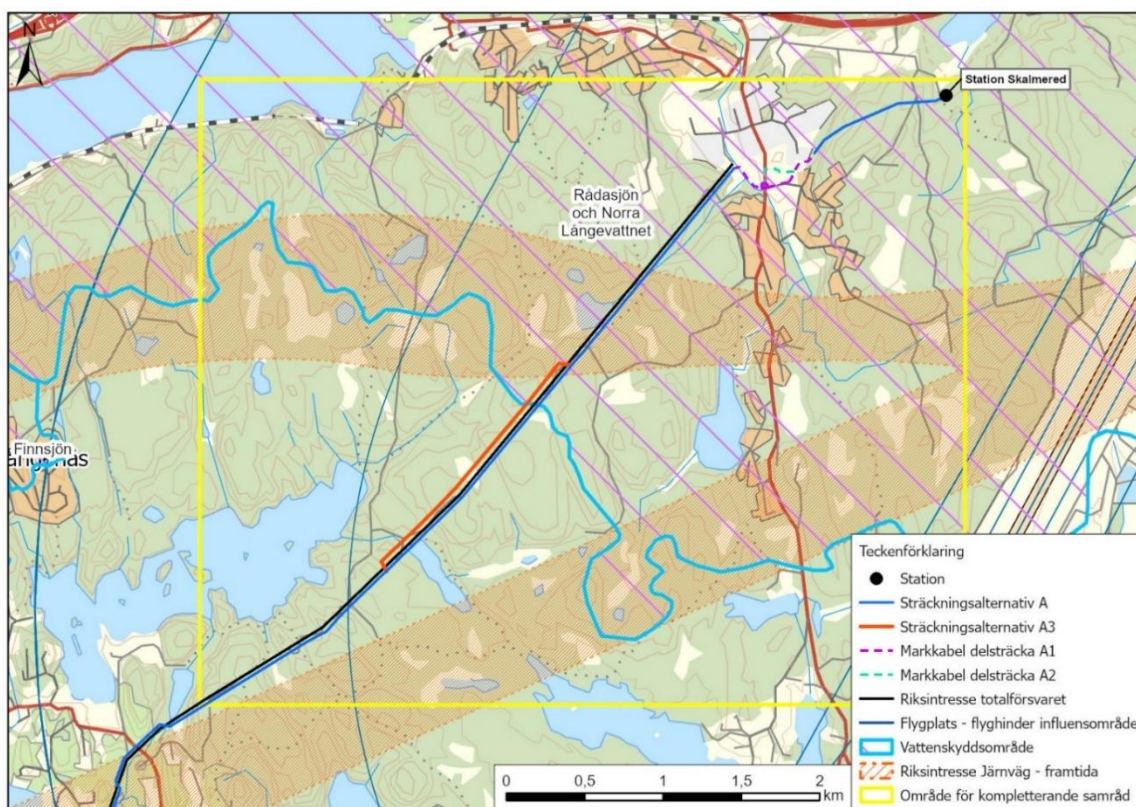 N
Station Skalmered
Rådasjön
och Norra
Långevattnet
Finnsjön
Teckenförklaring
Station
Sträckningsalternativ A
Sträckningsalternativ A3
Markkabel delsträcka A1
Markkabel delsträcka A2
Riksintresse totalförsvaret
Flygplats - flyghinder influensområde
Vattenskyddsområde
Riksintresse Järnväg - framtida
Område för kompletterande samråd
0 0,5 1 1,5 2
km